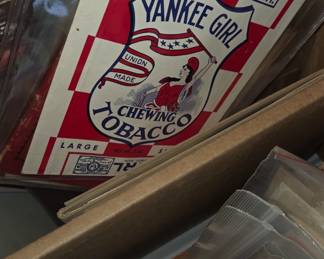 YANKEE GIRL
UNION
MADE
CHEWING
TOBACCO
LARGE